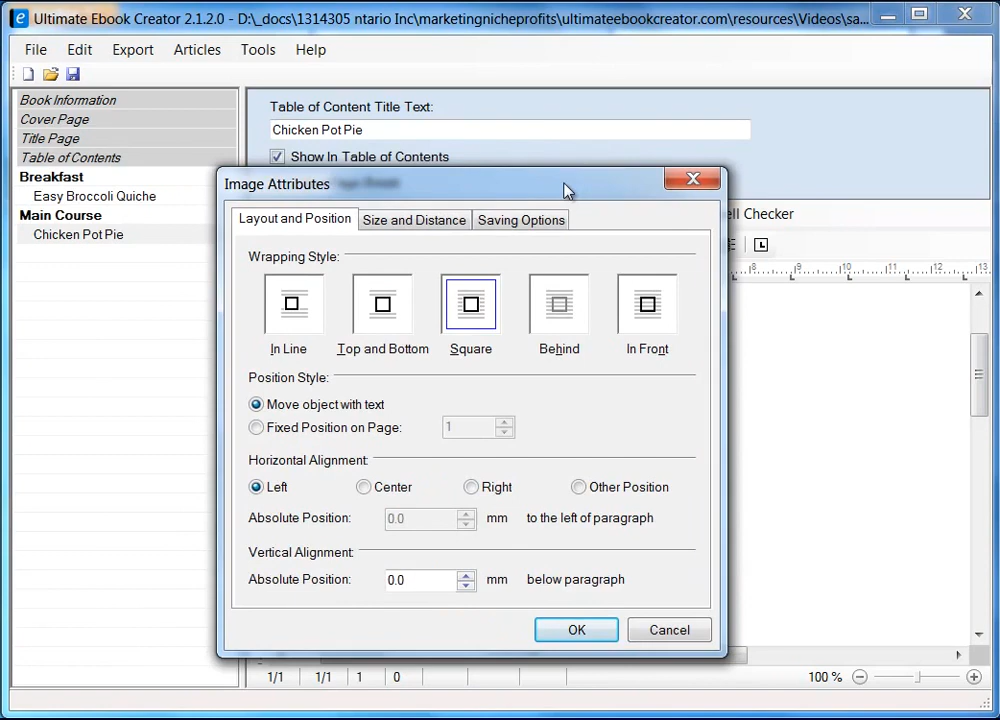 Ultimate Ebook Creator 2.1.2.0 - D:\_docs\1314305 ntario Inc\marketingnicheprofits\ultimateebookcreator.com\resources\Videos\sa...
File Edit Export Articles Tools Help
Book Information
Cover Page
Title Page
Table of Contents
Breakfast
Easy Broccoli Quiche
Main Course
Chicken Pot Pie
Table of Content Title Text:
Chicken Pot Pie
Show In Table of Contents
ell Checker
8 9 10 11 12 13
Image Attributes
Layout and Position Size and Distance Saving Options
Wrapping Style:
In Line Top and Bottom Square Behind In Front
Position Style:
Move object with text
Fixed Position on Page: 1
Horizontal Alignment:
Left Center Right Other Position
Absolute Position: 0.0 mm to the left of paragraph
Vertical Alignment:
Absolute Position: 0.0 mm below paragraph
OK Cancel
1/1 1/1 1 0 100 %